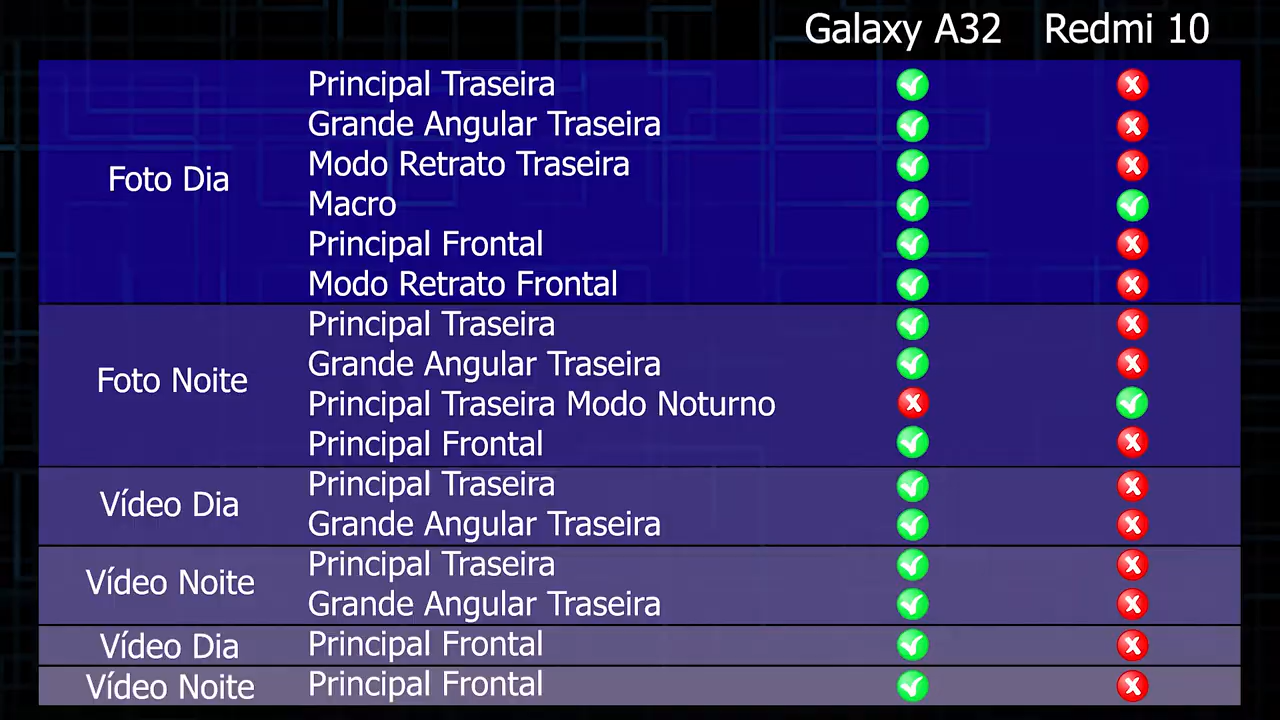 Galaxy A32 Redmi 10
Foto Dia
Principal Traseira
Grande Angular Traseira
Modo Retrato Traseira
Macro
Principal Frontal
Modo Retrato Frontal
Foto Noite
Principal Traseira
Grande Angular Traseira
Principal Traseira Modo Noturno
Principal Frontal
Vídeo Dia
Principal Traseira
Grande Angular Traseira
Vídeo Noite
Principal Traseira
Grande Angular Traseira
Vídeo Dia Principal Frontal
Vídeo Noite Principal Frontal